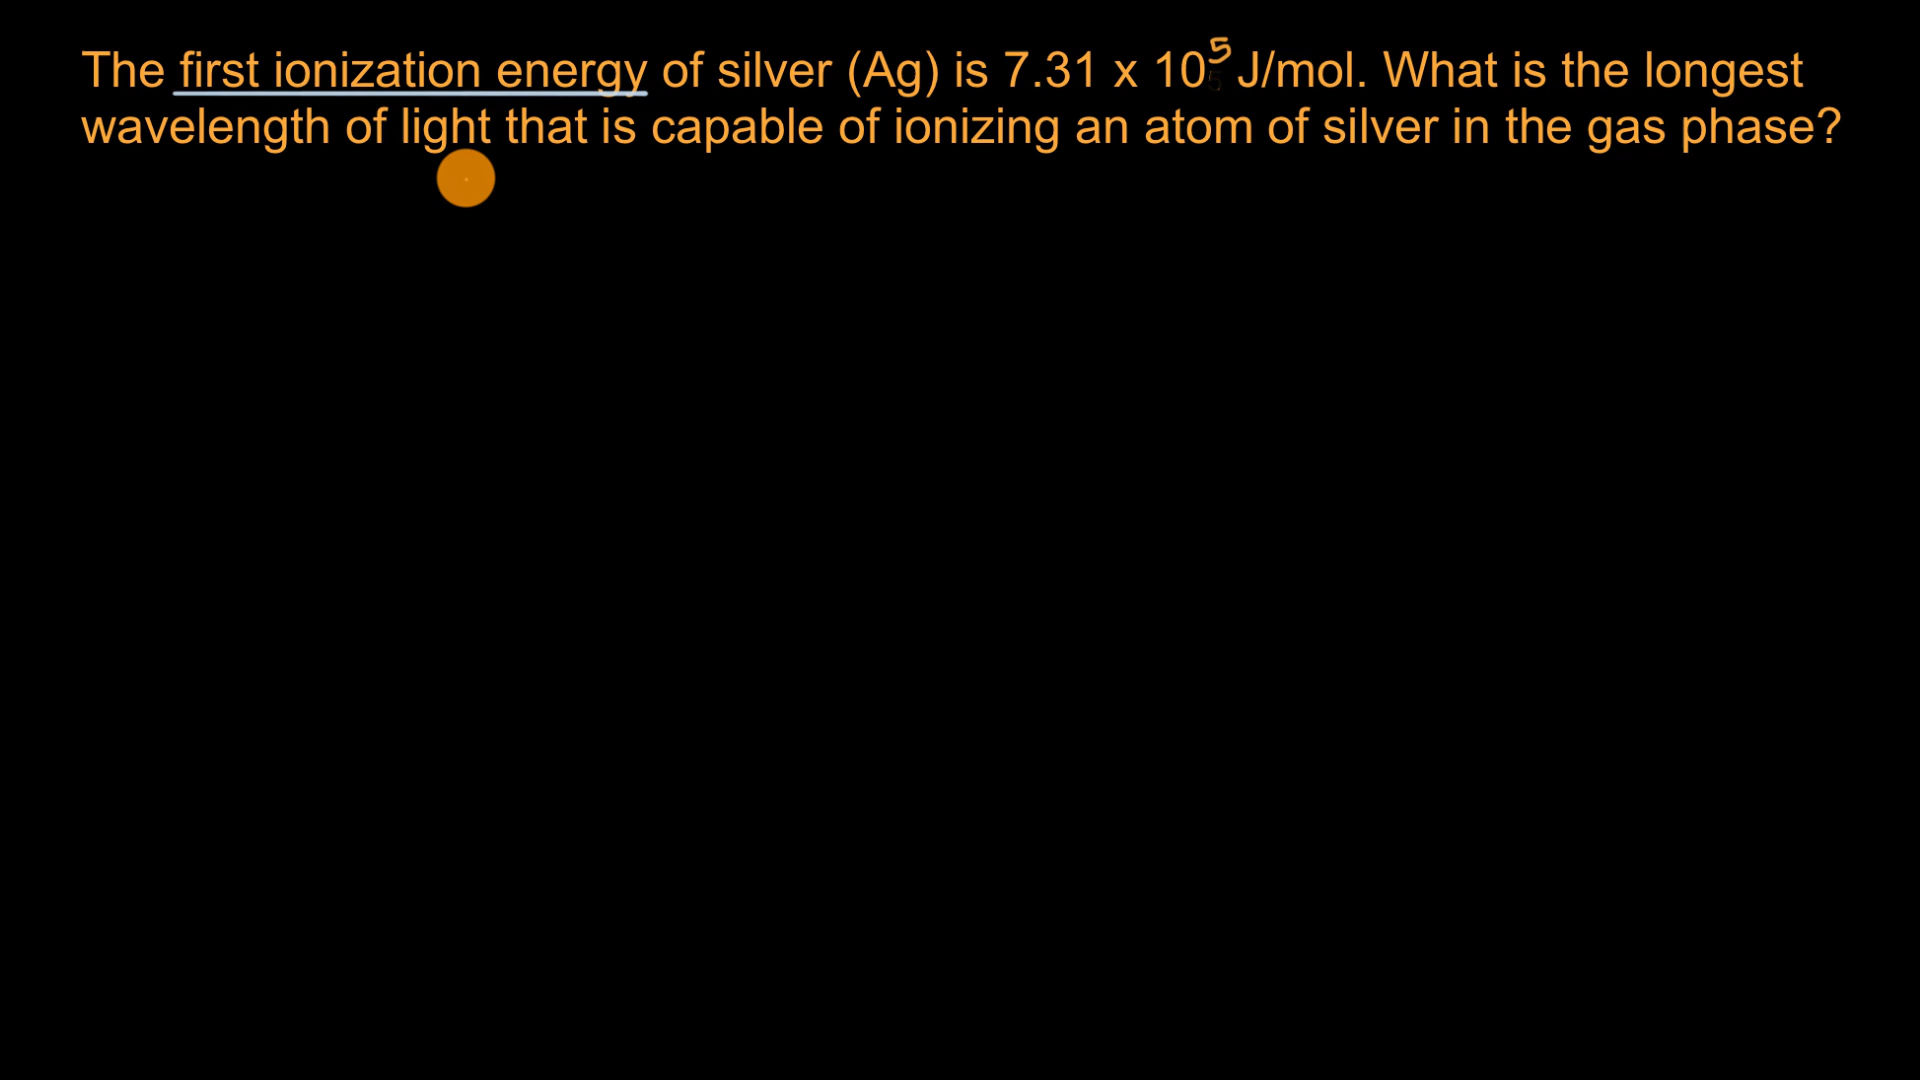 The first ionization energy of silver (Ag) is 7.31 x 10⁵ J/mol. What is the longest
wavelength of light that is capable of ionizing an atom of silver in the gas phase?